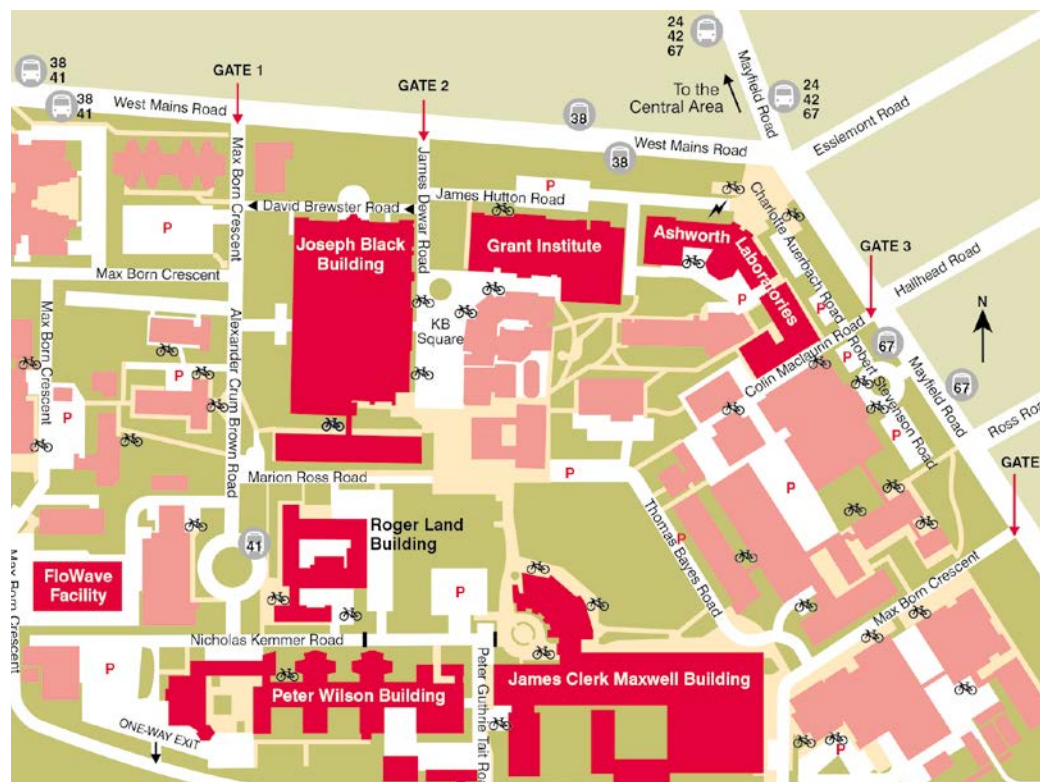 24
42
67
38
41
GATE 1
38
41
GATE 2
To the
Central Area
Mayfield Road
24
42
67
Esslemont Road
West Mains Road
38
38
West Mains Road
Max Born Crescent
James Dewar Road
James Hutton Road
P
Charlotte Auerbach Road
GATE 3
Hallhead Road
David Brewster Road
P
Joseph Black
Building
Grant Institute
Ashworth
Laboratories
Max Born Crescent
P
P
N
Max Born Crescent
Alexander Crum Brown Road
KB
Square
Colin Maclaurin Road
P
Robert Stevenson Road
67
Mayfield Road
67
P
P
P
Ross Roa
Marion Ross Road
P
P
GATE
Roger Land
Building
41
Thomas Bayes Road
P
Max Born Crescent
FloWave
Facility
P
Max Born Crescent
Nicholas Kemmer Road
P
Peter Wilson Building
Peter Guthrie Tait Roa
James Clerk Maxwell Building
ONE-WAY EXIT
P